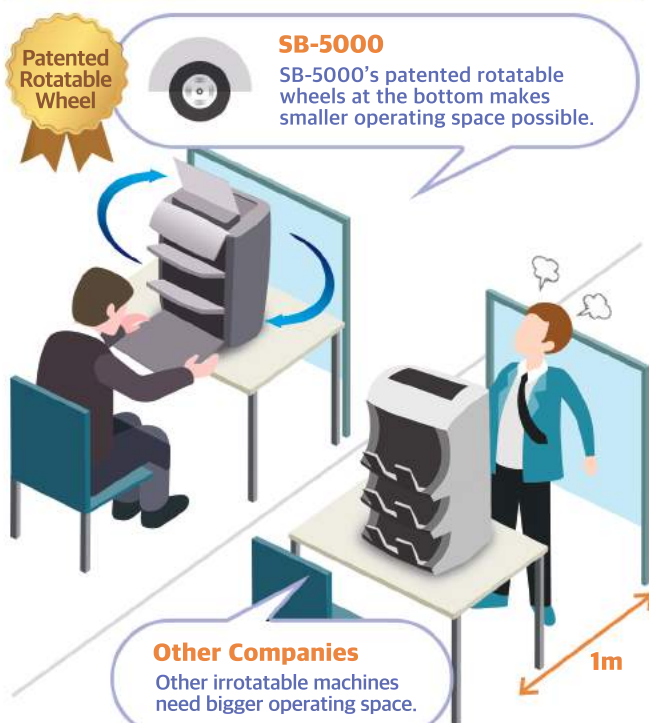 Patented
Rotatable
Wheel
SB-5000
SB-5000's patented rotatable
wheels at the bottom makes
smaller operating space possible.
1m
Other Companies
Other irrotatable machines
need bigger operating space.